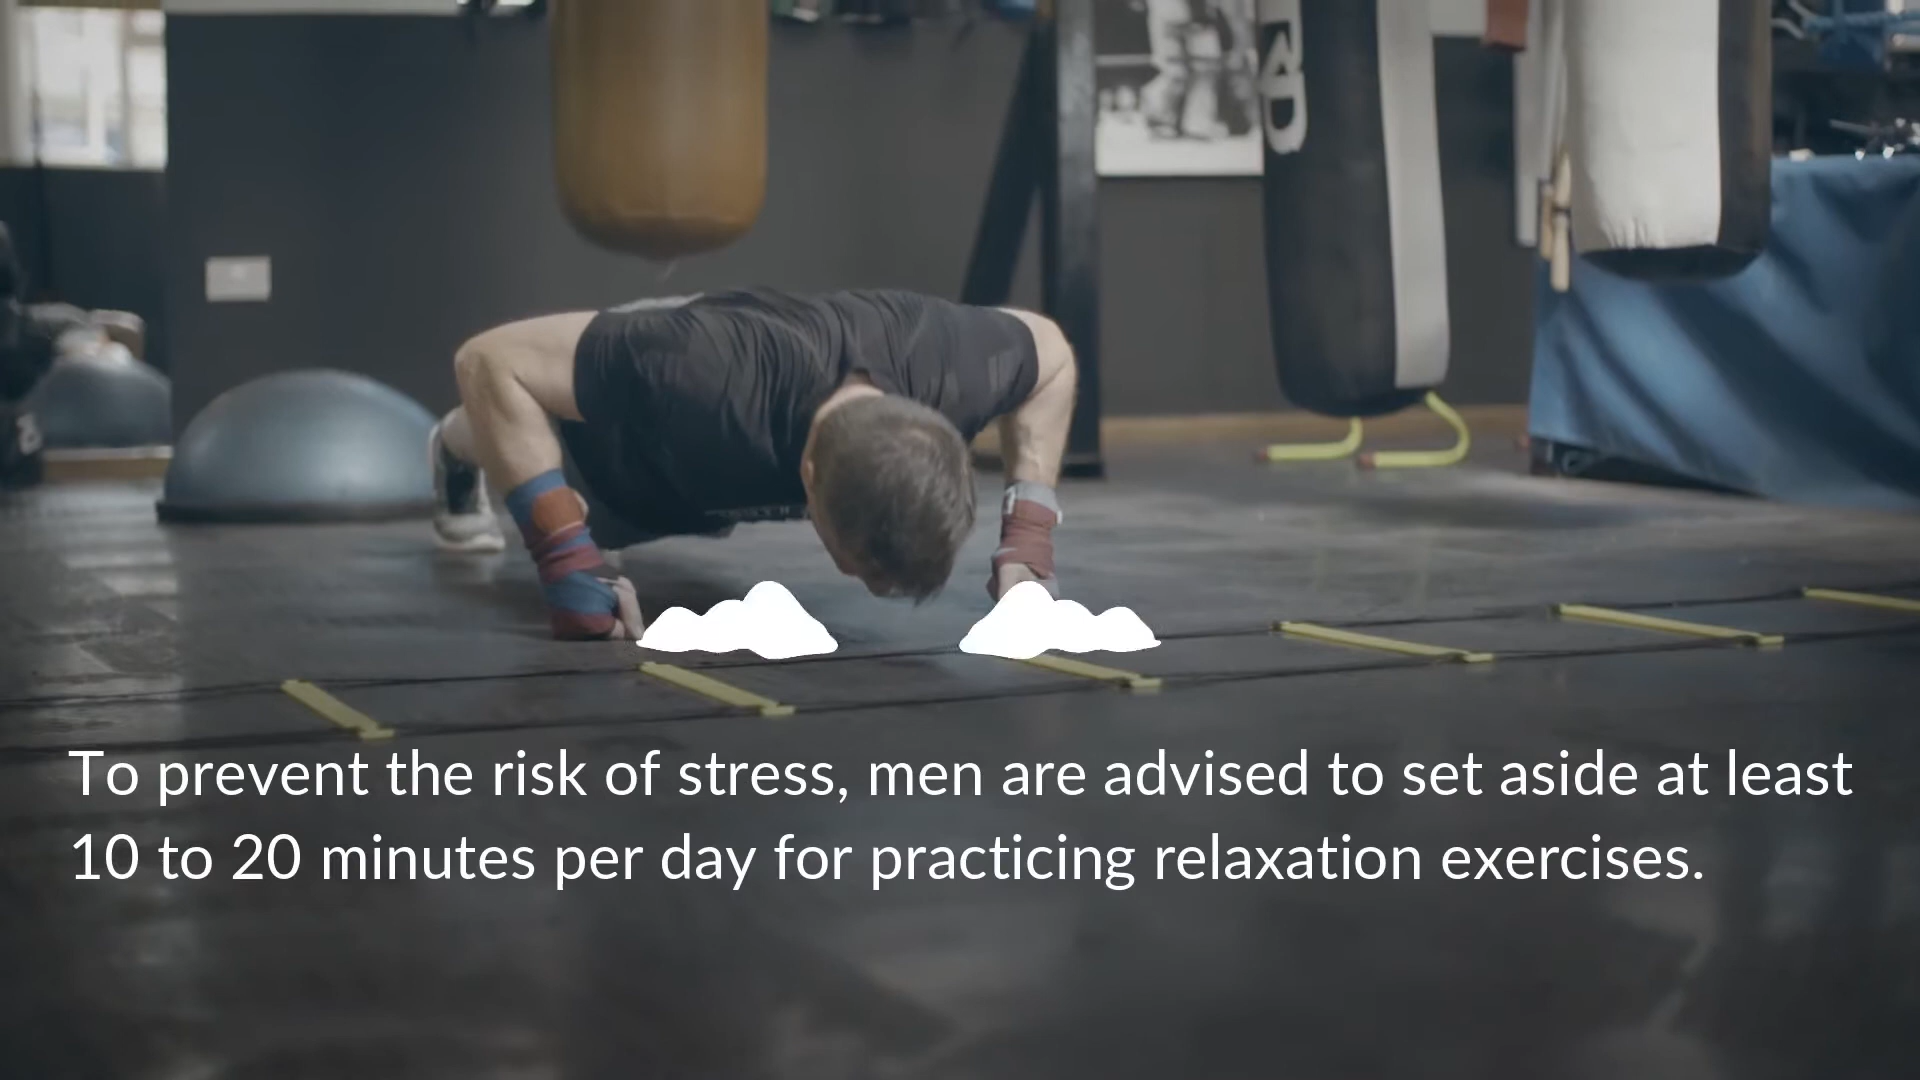 To prevent the risk of stress, men are advised to set aside at least
10 to 20 minutes per day for practicing relaxation exercises.